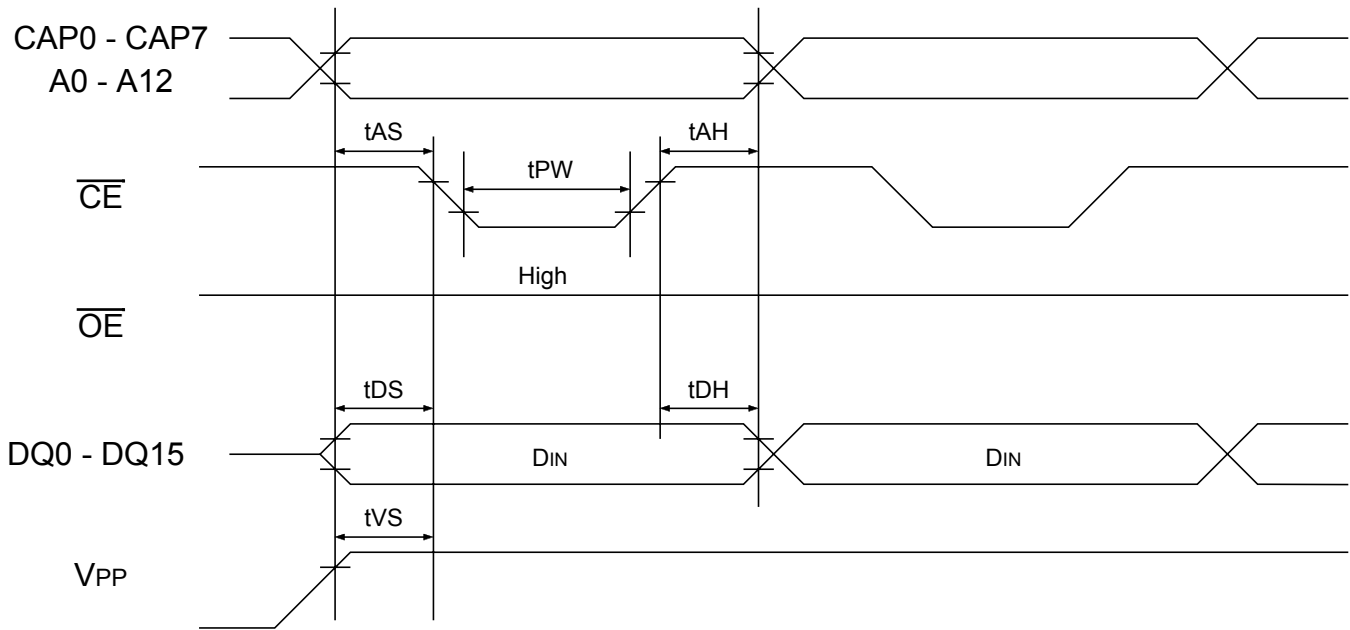 CAP0 - CAP7
A0 - A12
tAS
tAH
tPW
CE
High
OE
tDS
tDH
DQ0 - DQ15
DIN
DIN
tVS
VPP